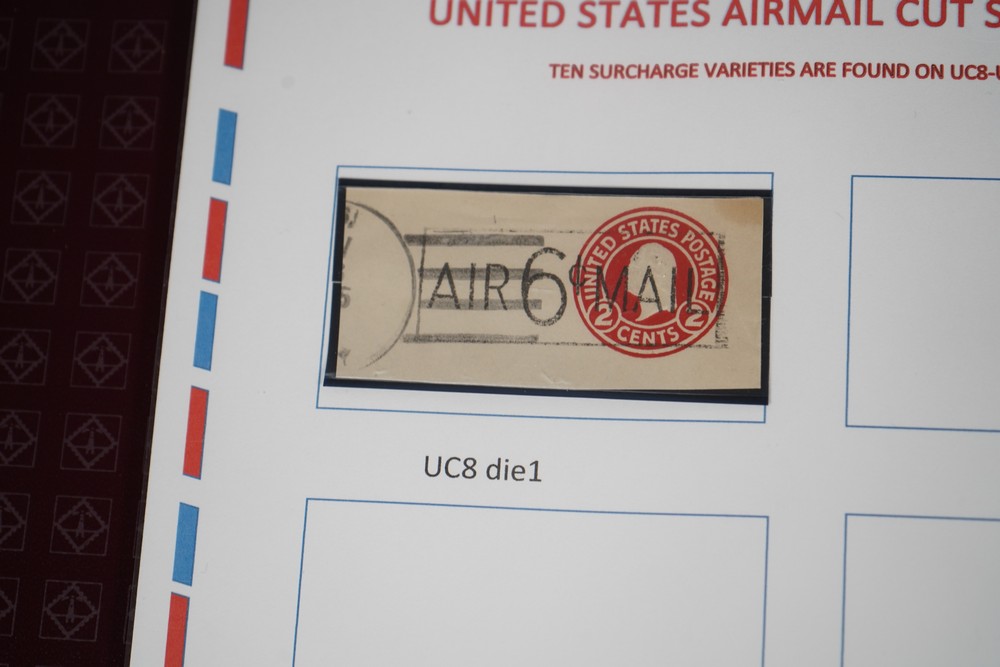 UNITED STATES AIRMAIL CUT S
TEN SURCHARGE VARIETIES ARE FOUND ON UC8-U
UNITED STATES POSTAGE
AIR 6c MAIL
2 CENTS 2
UC8 die1